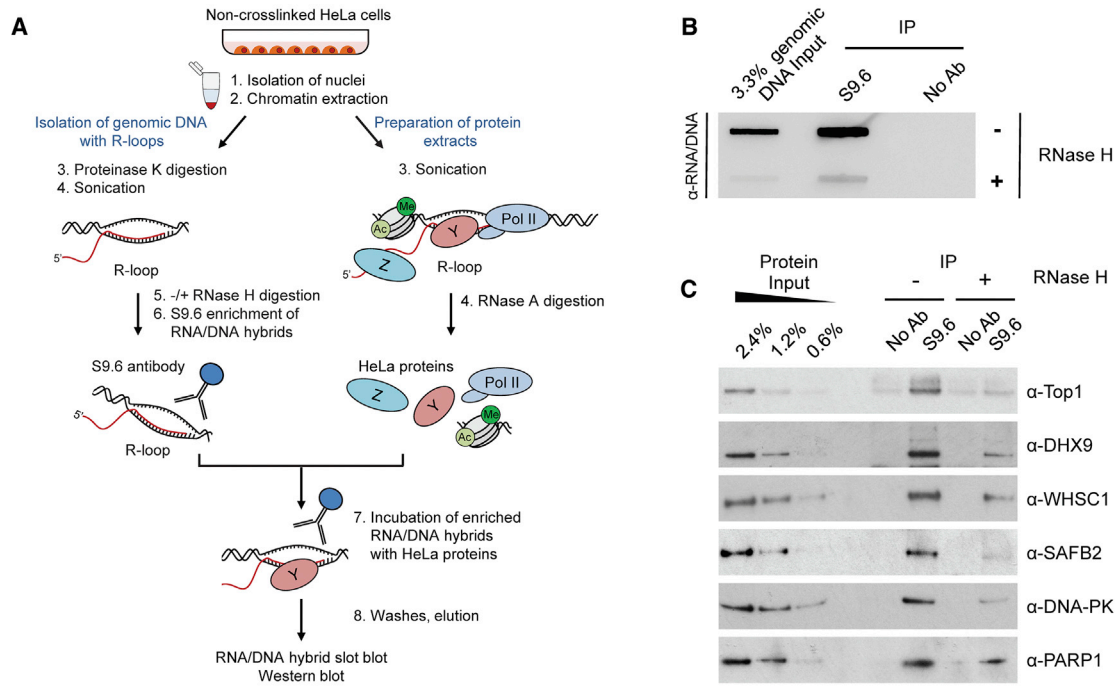 A
Non-crosslinked HeLa cells
1. Isolation of nuclei
2. Chromatin extraction
Isolation of genomic DNA
with R-loops
Preparation of protein
extracts
3. Proteinase K digestion
4. Sonication
3. Sonication
Me
Ac
Y
Pol II
Z
5'
R-loop
5'
R-loop
5. -/+ RNase H digestion
6. S9.6 enrichment of
RNA/DNA hybrids
4. RNase A digestion
S9.6 antibody
5'
R-loop
HeLa proteins
Z
Y
Pol II
Me
Ac
7. Incubation of enriched
RNA/DNA hybrids
with HeLa proteins
Y
8. Washes, elution
RNA/DNA hybrid slot blot
Western blot
B
3.3% genomic
DNA Input
IP
S9.6
No Ab
α-RNA/DNA
-
+
RNase H
C
Protein
Input
IP
- + RNase H
2.4% 1.2% 0.6% No Ab S9.6 No Ab S9.6
α-Top1
α-DHX9
α-WHSC1
α-SAFB2
α-DNA-PK
α-PARP1